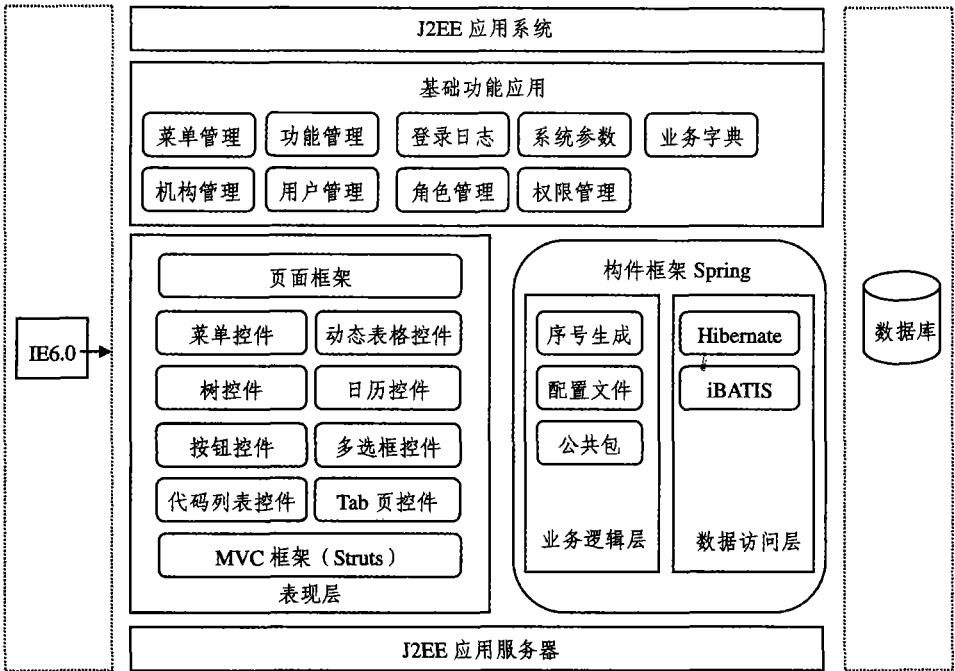 J2EE 应用系统
基础功能应用
菜单管理 功能管理 登录日志 系统参数 业务字典
机构管理 用户管理 角色管理 权限管理
IE6.0
页面框架
菜单控件 动态表格控件
树控件 日历控件
按钮控件 多选框控件
代码列表控件 Tab 页控件
MVC 框架（Struts）
表现层
构件框架 Spring
序号生成
配置文件
公共包
业务逻辑层
Hibernate
iBATIS
数据访问层
数据库
J2EE 应用服务器